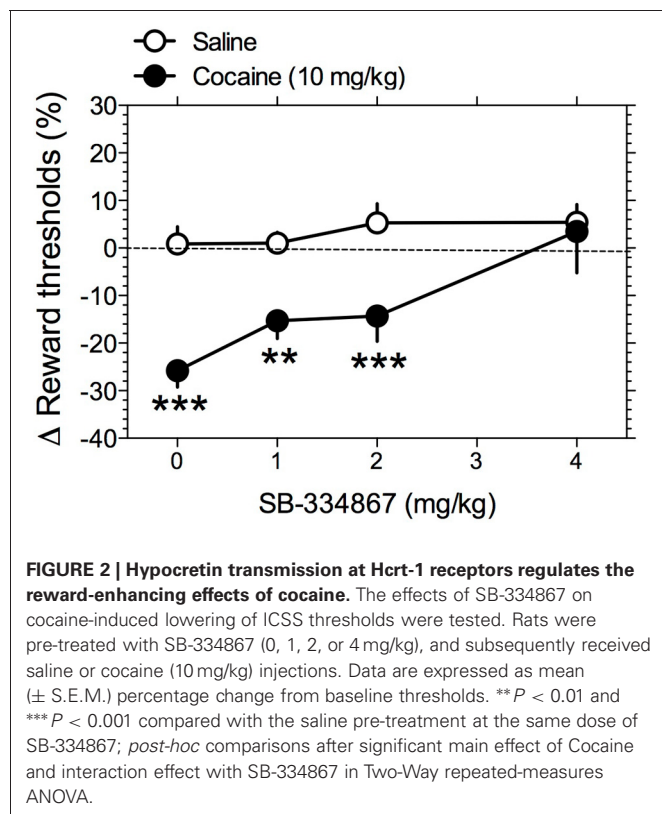 Saline
Cocaine (10 mg/kg)
Δ Reward thresholds (%)
30
20
10
0
-10
-20
-30
-40
***
**
***
0 1 2 3 4
SB-334867 (mg/kg)
FIGURE 2 | Hypocretin transmission at Hcrt-1 receptors regulates the
reward-enhancing effects of cocaine. The effects of SB-334867 on
cocaine-induced lowering of ICSS thresholds were tested. Rats were
pre-treated with SB-334867 (0, 1, 2, or 4 mg/kg), and subsequently received
saline or cocaine (10 mg/kg) injections. Data are expressed as mean
(± S.E.M.) percentage change from baseline thresholds. **P < 0.01 and
***P < 0.001 compared with the saline pre-treatment at the same dose of
SB-334867; post-hoc comparisons after significant main effect of Cocaine
and interaction effect with SB-334867 in Two-Way repeated-measures
ANOVA.